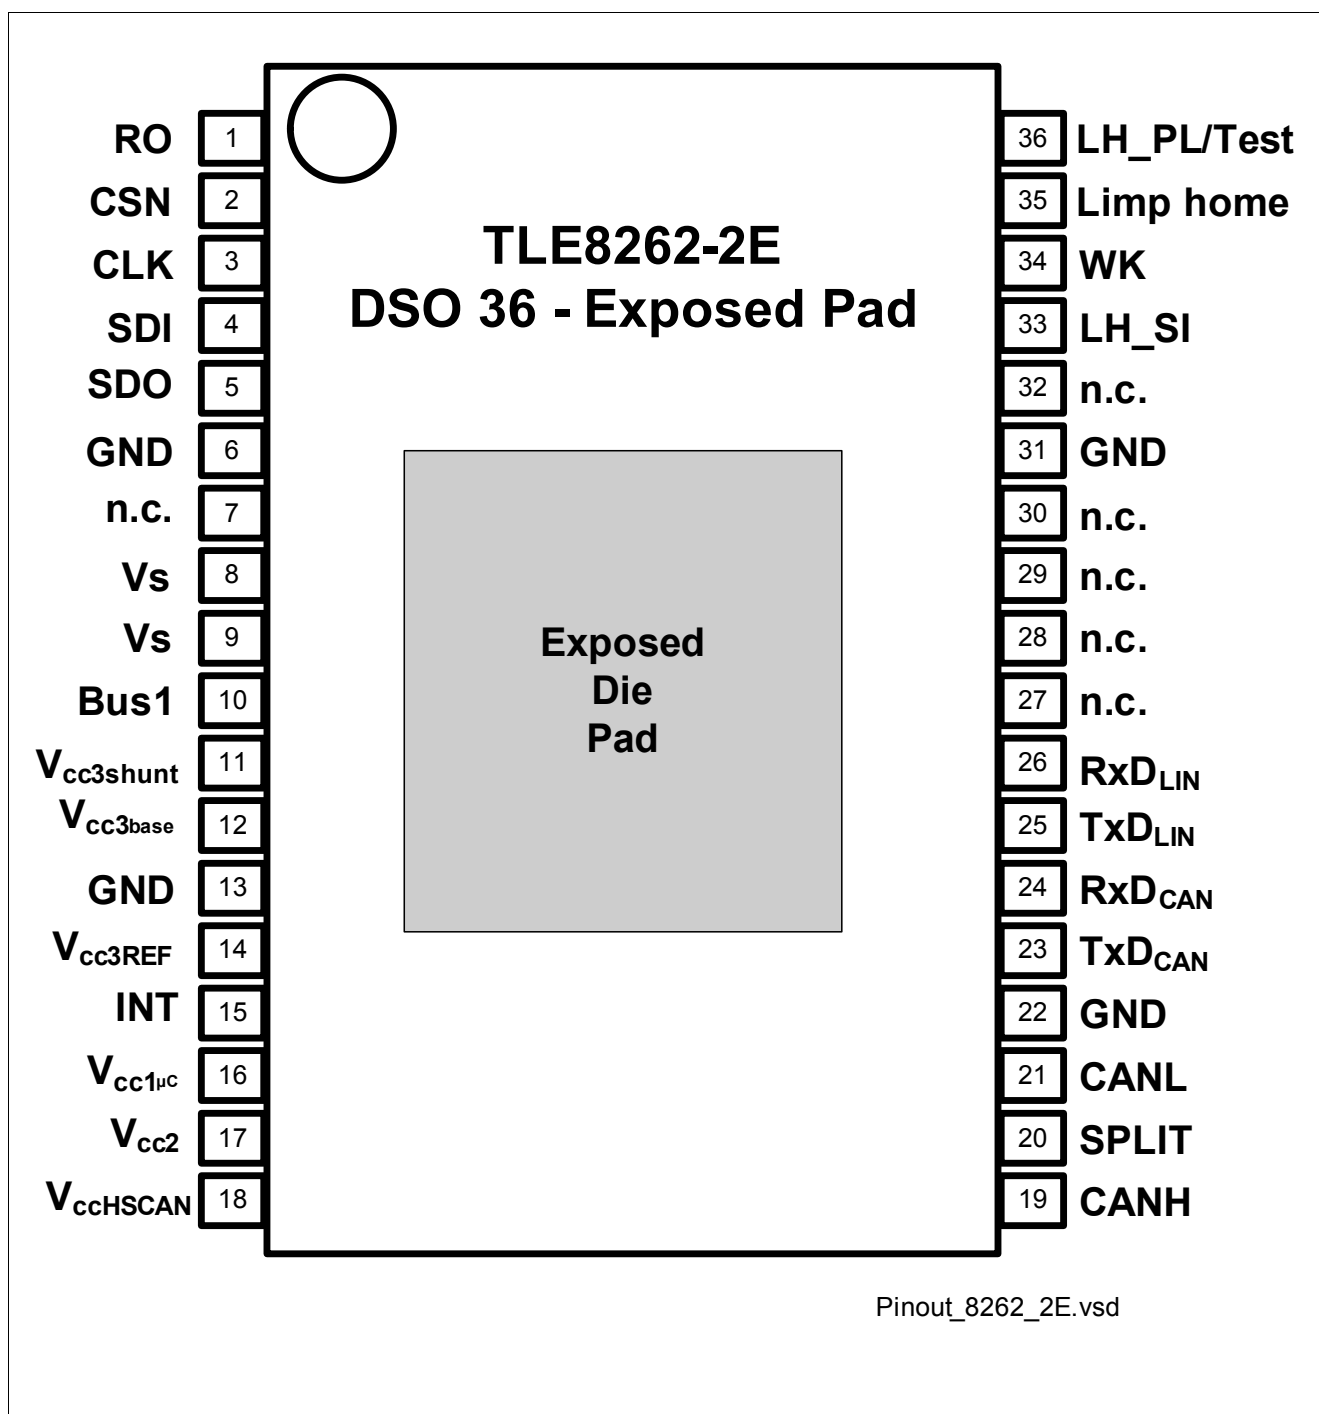 RO 1
CSN 2
CLK 3
SDI 4
SDO 5
GND 6
n.c. 7
Vs 8
Vs 9
Bus1 10
Vcc3shunt 11
Vcc3base 12
GND 13
Vcc3REF 14
INT 15
Vcc1µC 16
Vcc2 17
VccHSCAN 18
TLE8262-2E
DSO 36 - Exposed Pad
Exposed
Die
Pad
36 LH_PL/Test
35 Limp home
34 WK
33 LH_SI
32 n.c.
31 GND
30 n.c.
29 n.c.
28 n.c.
27 n.c.
26 RxDLIN
25 TxDLIN
24 RxDCAN
23 TxDCAN
22 GND
21 CANL
20 SPLIT
19 CANH
Pinout_8262_2E.vsd